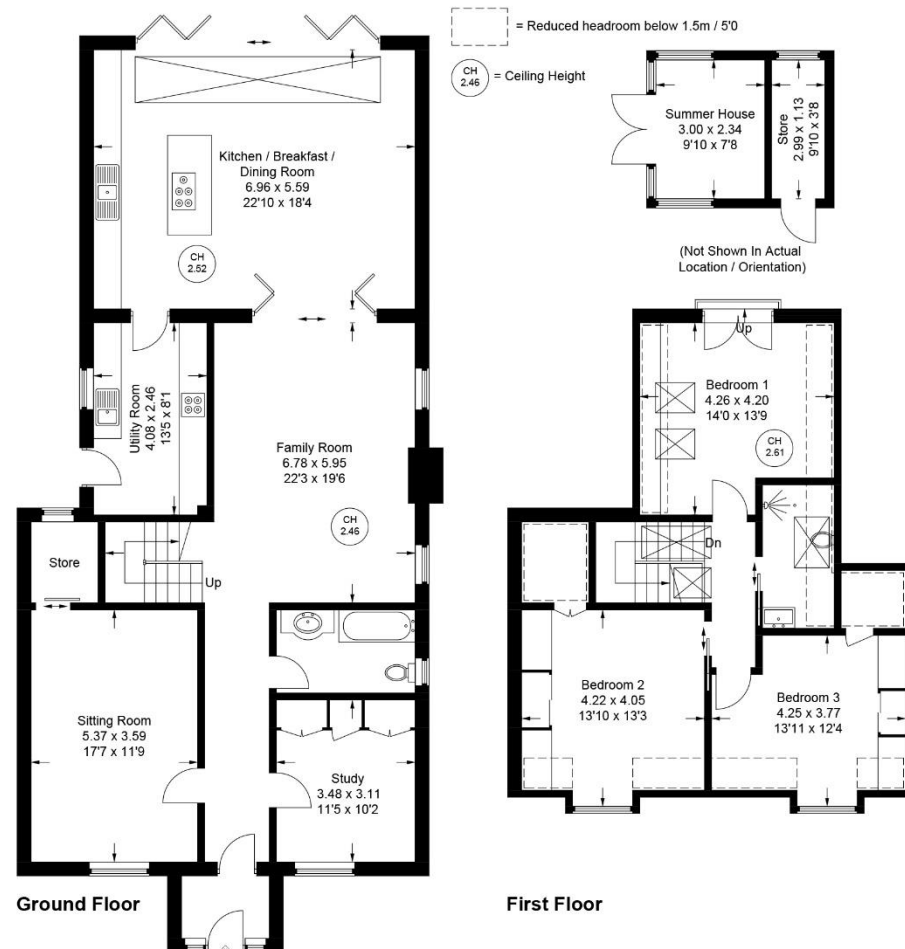 = Reduced headroom below 1.5m / 5'0
CH
2.46
= Ceiling Height
Summer House
3.00 x 2.34
9'10 x 7'8
Store
2.99 x 1.13
9'10 x 3'8
(Not Shown In Actual
Location / Orientation)
Kitchen / Breakfast /
Dining Room
6.96 x 5.59
22'10 x 18'4
CH
2.52
Utility Room
4.08 x 2.46
13'5 x 8'1
Family Room
6.78 x 5.95
22'3 x 19'6
CH
2.46
Store
Up
Sitting Room
5.37 x 3.59
17'7 x 11'9
Study
3.48 x 3.11
11'5 x 10'2
Ground Floor
Up
Bedroom 1
4.26 x 4.20
14'0 x 13'9
CH
2.61
Dn
Bedroom 2
4.22 x 4.05
13'10 x 13'3
Bedroom 3
4.25 x 3.77
13'11 x 12'4
First Floor